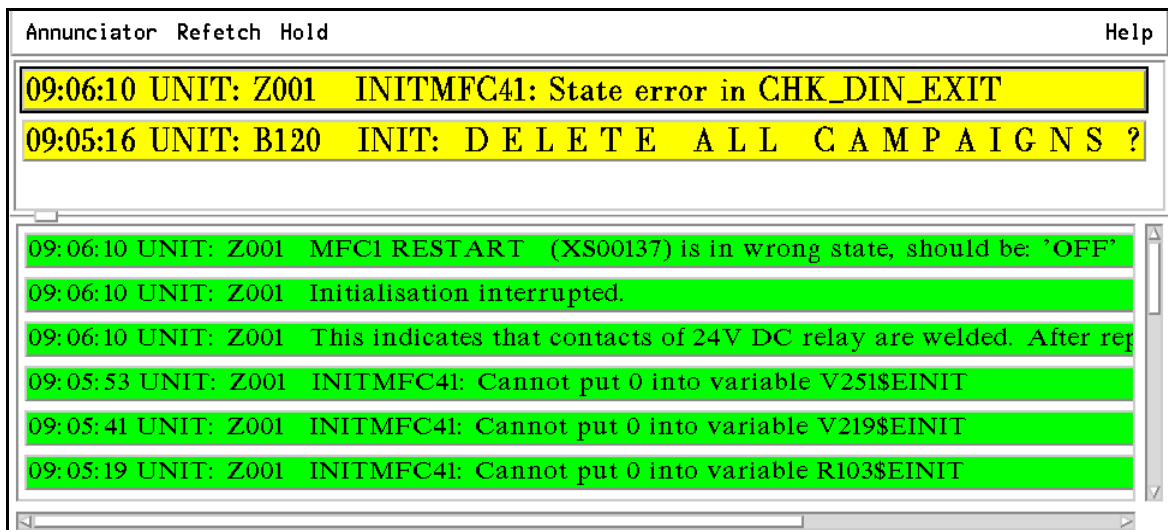 Annunciator Refetch Hold Help
09:06:10 UNIT: Z001 INITMFC41: State error in CHK_DIN_EXIT
09:05:16 UNIT: B120 INIT: D E L E T E A L L C A M P A I G N S ?
09:06:10 UNIT: Z001 MFC1 RESTART (XS00137) is in wrong state, should be: 'OFF'
09:06:10 UNIT: Z001 Initialisation interrupted.
09:06:10 UNIT: Z001 This indicates that contacts of 24V DC relay are welded. After rep
09:05:53 UNIT: Z001 INITMFC41: Cannot put 0 into variable V251$EINIT
09:05:41 UNIT: Z001 INITMFC41: Cannot put 0 into variable V219$EINIT
09:05:19 UNIT: Z001 INITMFC41: Cannot put 0 into variable R103$EINIT